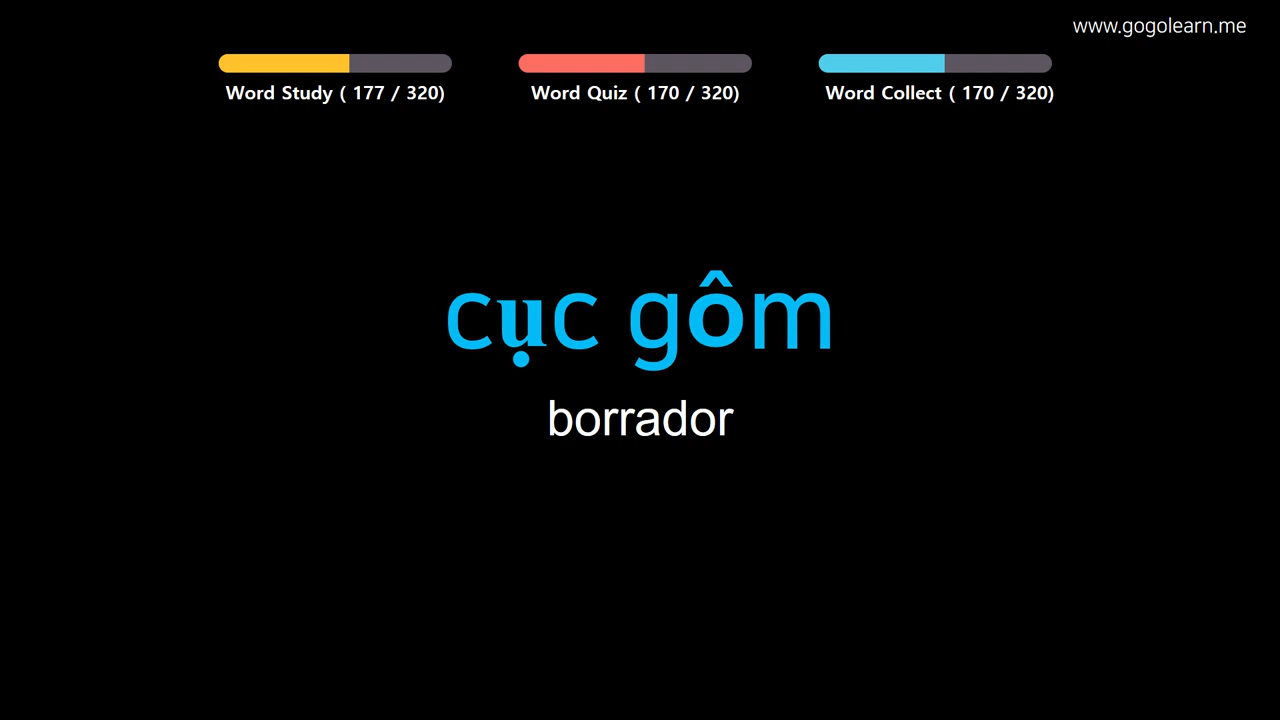 www.gogolearn.me
Word Study ( 177 / 320)
Word Quiz ( 170 / 320)
Word Collect ( 170 / 320)
cục gôm
borrador